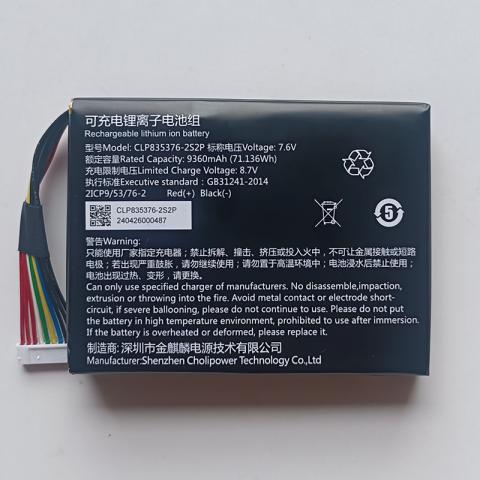 可充电锂离子电池组
Rechargeable lithium ion battery
型号Model: CLP835376-2S2P 标称电压Voltage: 7.6V
额定容量Rated Capacity: 9360mAh (71.136Wh)
充电限制电压Limited Charge Voltage: 8.7V
执行标准Executive standard：GB31241-2014
2ICP9/53/76-2 Red(+) Black(-)
CLP835376-2S2P
240426000487
5
警告Warning:
只能使用厂家指定充电器；禁止拆解、撞击、挤压或投入火中，不可让金属接触或短路
电极；若出现严重鼓胀，请勿继续使用；请勿置于高温环境中；电池浸水后禁止使用；
电池出现过热、变形，请更换。
Can only use specified charger of manufacturer. No disassemble,impaction,
extrusion or throwing into the fire. Avoid metal contact or electrode short-
circuit, if severe ballooning, please do not continue to use. Please do not put
the battery in high temperature environment, prohibit to use after immersion.
If the battery is overheated or deformed, please replace it.
制造商: 深圳市金麒麟电源技术有限公司
Manufacturer:Shenzhen Cholipower Technology Co.,Ltd